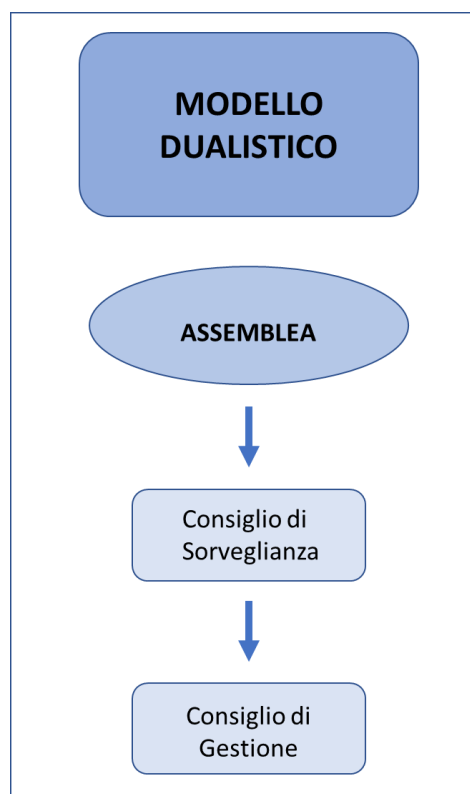 MODELLO
DUALISTICO
ASSEMBLEA
Consiglio di
Sorveglianza
Consiglio di
Gestione